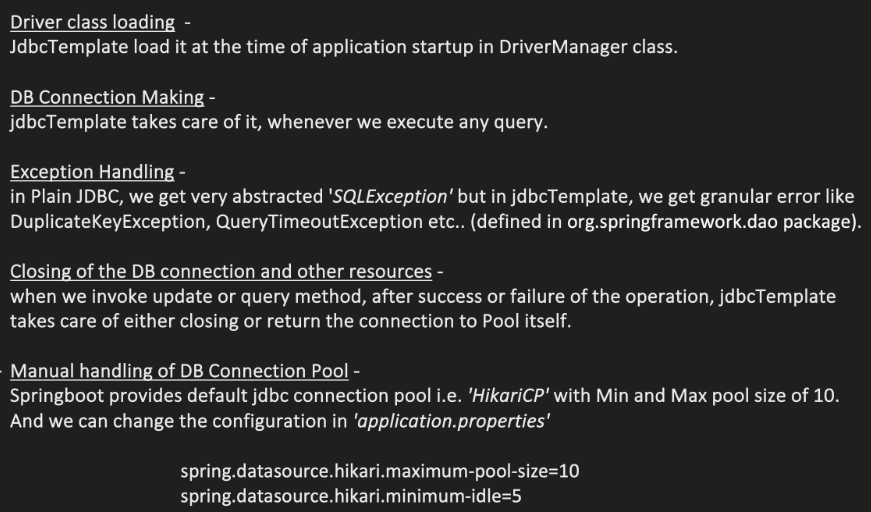 Driver class loading -
JdbcTemplate load it at the time of application startup in DriverManager class.
DB Connection Making -
jdbcTemplate takes care of it, whenever we execute any query.
Exception Handling -
in Plain JDBC, we get very abstracted 'SQLException' but in jdbcTemplate, we get granular error like
DuplicateKeyException, QueryTimeoutException etc.. (defined in org.springframework.dao package).
Closing of the DB connection and other resources -
when we invoke update or query method, after success or failure of the operation, jdbcTemplate
takes care of either closing or return the connection to Pool itself.
Manual handling of DB Connection Pool -
Springboot provides default jdbc connection pool i.e. 'HikariCP' with Min and Max pool size of 10.
And we can change the configuration in 'application.properties'
spring.datasource.hikari.maximum-pool-size=10
spring.datasource.hikari.minimum-idle=5